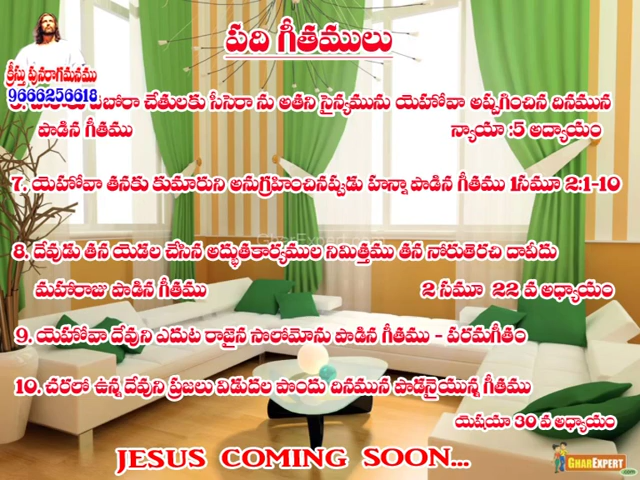 పది గీతములు
క్రీస్తు పునరాగమనము
9666256618
చేతులకు సీసెరా ను అతని సైన్యమును యెహోవా అప్పగించిన దినమున
పాడిన గీతము న్యాయా :5 అధ్యాయం
7. యెహోవా తనకు కుమారుని అనుగ్రహించినప్పుడు హన్నా పాడిన గీతము 1సమూ 2:1-10
8. దేవుడు తన యెడల చేసిన అద్భుతకార్యముల నిమిత్తము తన నోరుతెరచి దావీదు
మహారాజు పాడిన గీతము 2 సమూ 22 వ అధ్యాయం
9. యెహోవా దేవుని ఎదుట రాజైన సొలోమోను పాడిన గీతము - పరమగీతం
10. చెరలో ఉన్న దేవుని ప్రజలు విడుదల పొందు దినమున పాడనైయున్న గీతము
యెషయా 30 వ అధ్యాయం
JESUS COMING SOON...
GHAREXPERT